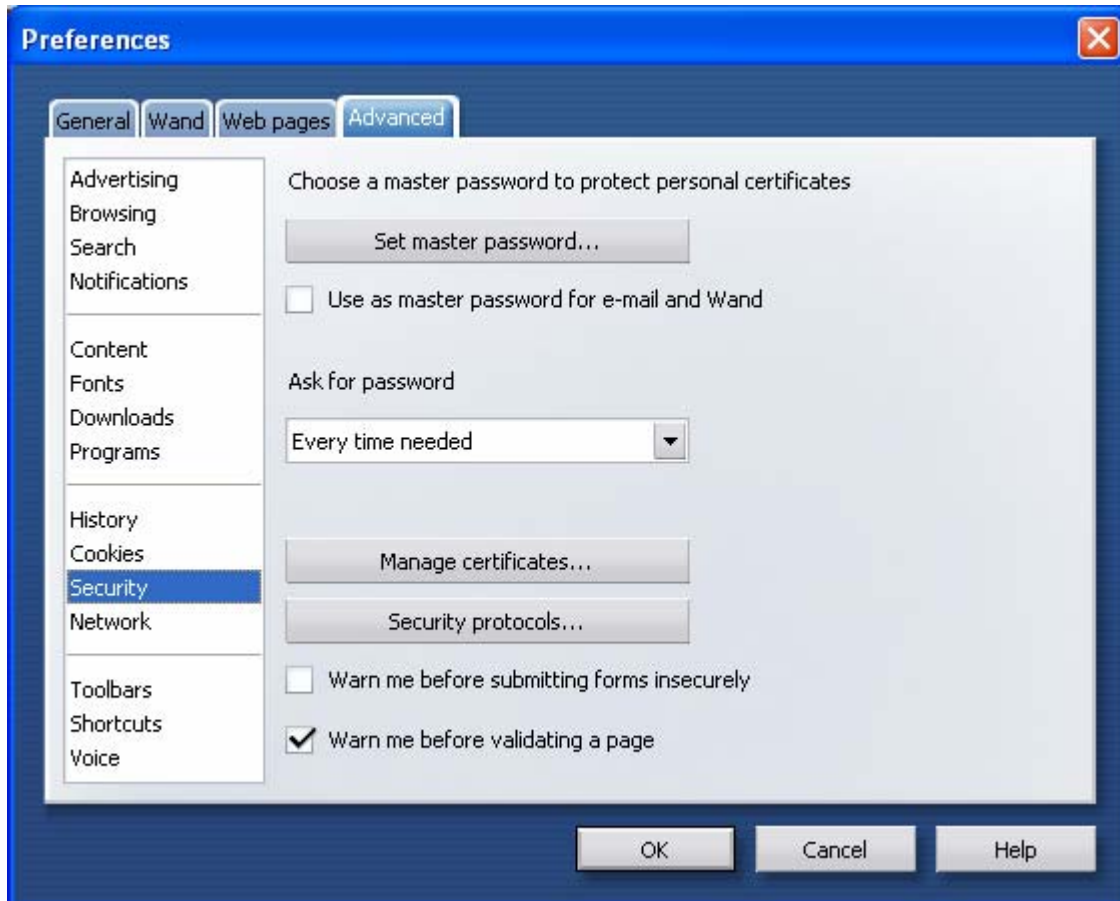 Preferences
General Wand Web pages Advanced
Advertising
Browsing
Search
Notifications
Content
Fonts
Downloads
Programs
History
Cookies
Security
Network
Toolbars
Shortcuts
Voice
Choose a master password to protect personal certificates
Set master password...
Use as master password for e-mail and Wand
Ask for password
Every time needed
Manage certificates...
Security protocols...
Warn me before submitting forms insecurely
Warn me before validating a page
OK Cancel Help